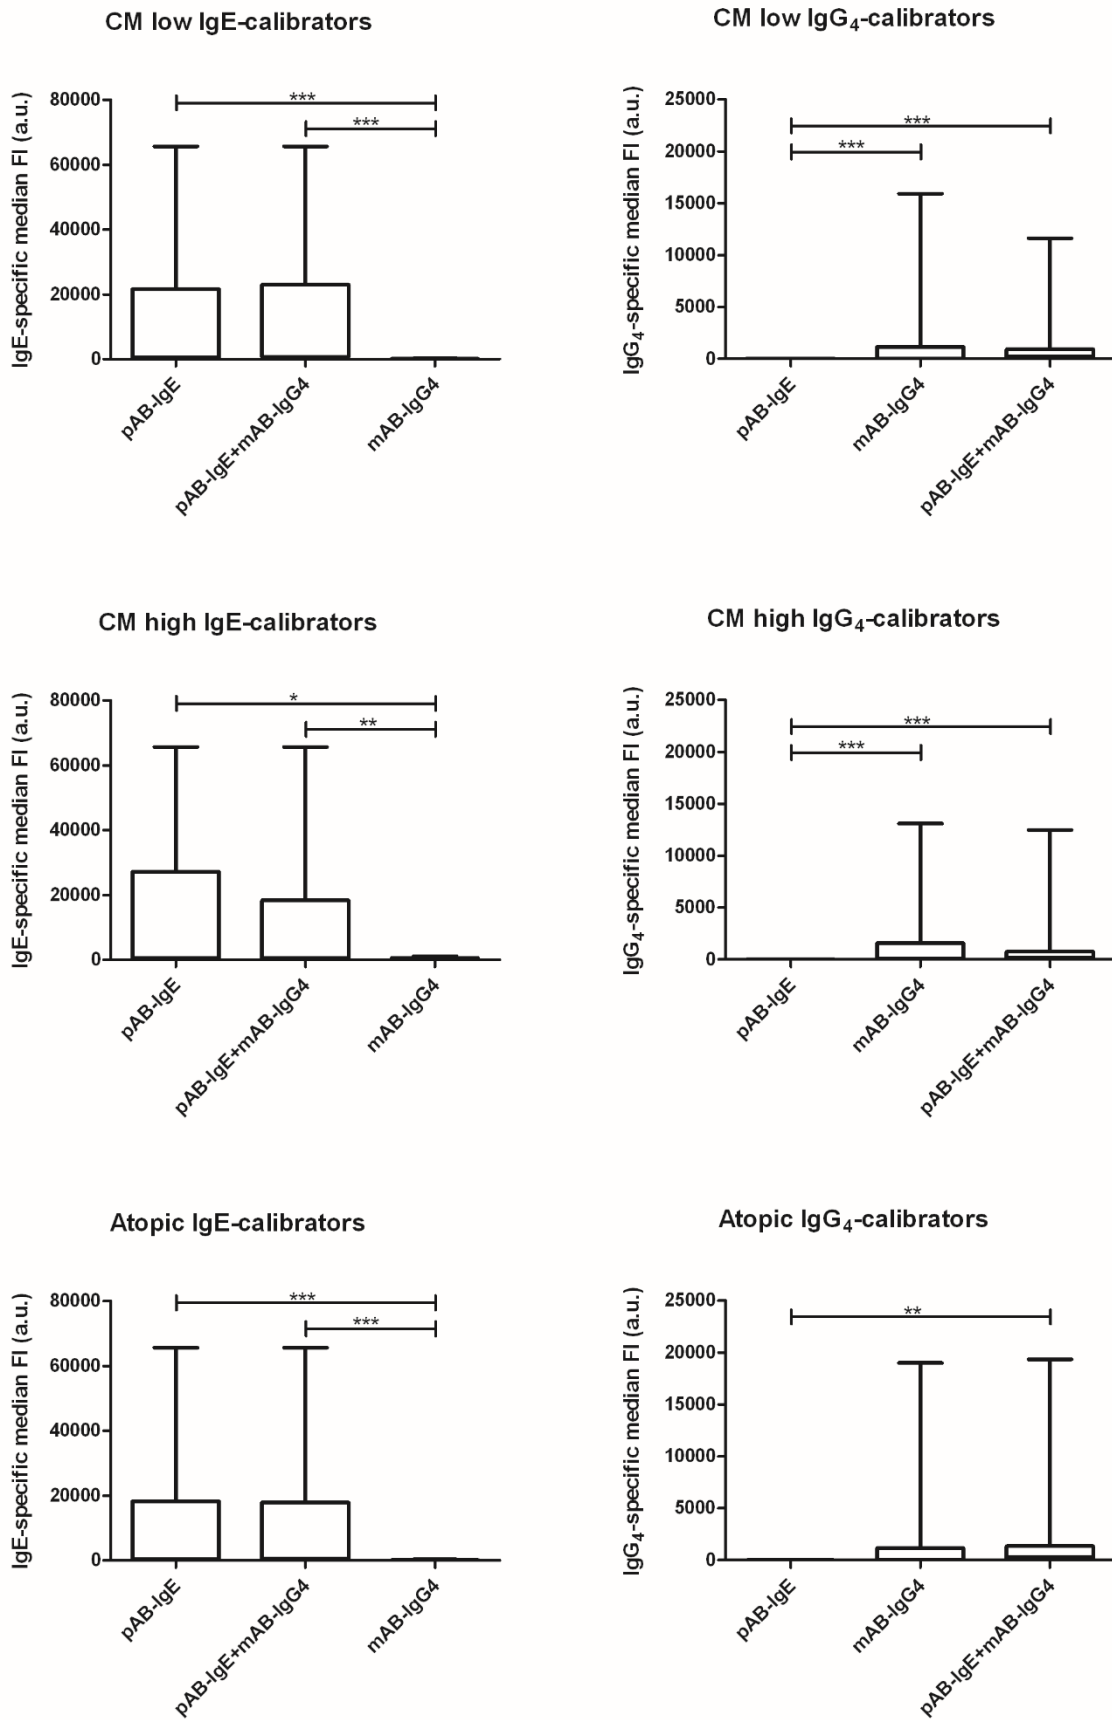 CM low IgE-calibrators
IgE-specific median FI (a.u.)
80000
60000
40000
20000
0
***
***
pAB-IgE
pAB-IgE+mAB-IgG4
mAB-IgG4
CM low IgG₄-calibrators
IgG₄-specific median FI (a.u.)
25000
20000
15000
10000
5000
0
***
***
pAB-IgE
mAB-IgG4
pAB-IgE+mAB-IgG4
CM high IgE-calibrators
IgE-specific median FI (a.u.)
80000
60000
40000
20000
0
*
**
pAB-IgE
pAB-IgE+mAB-IgG4
mAB-IgG4
CM high IgG₄-calibrators
IgG₄-specific median FI (a.u.)
25000
20000
15000
10000
5000
0
***
***
pAB-IgE
mAB-IgG4
pAB-IgE+mAB-IgG4
Atopic IgE-calibrators
IgE-specific median FI (a.u.)
80000
60000
40000
20000
0
***
***
pAB-IgE
pAB-IgE+mAB-IgG4
mAB-IgG4
Atopic IgG₄-calibrators
IgG₄-specific median FI (a.u.)
25000
20000
15000
10000
5000
0
**
pAB-IgE
mAB-IgG4
pAB-IgE+mAB-IgG4